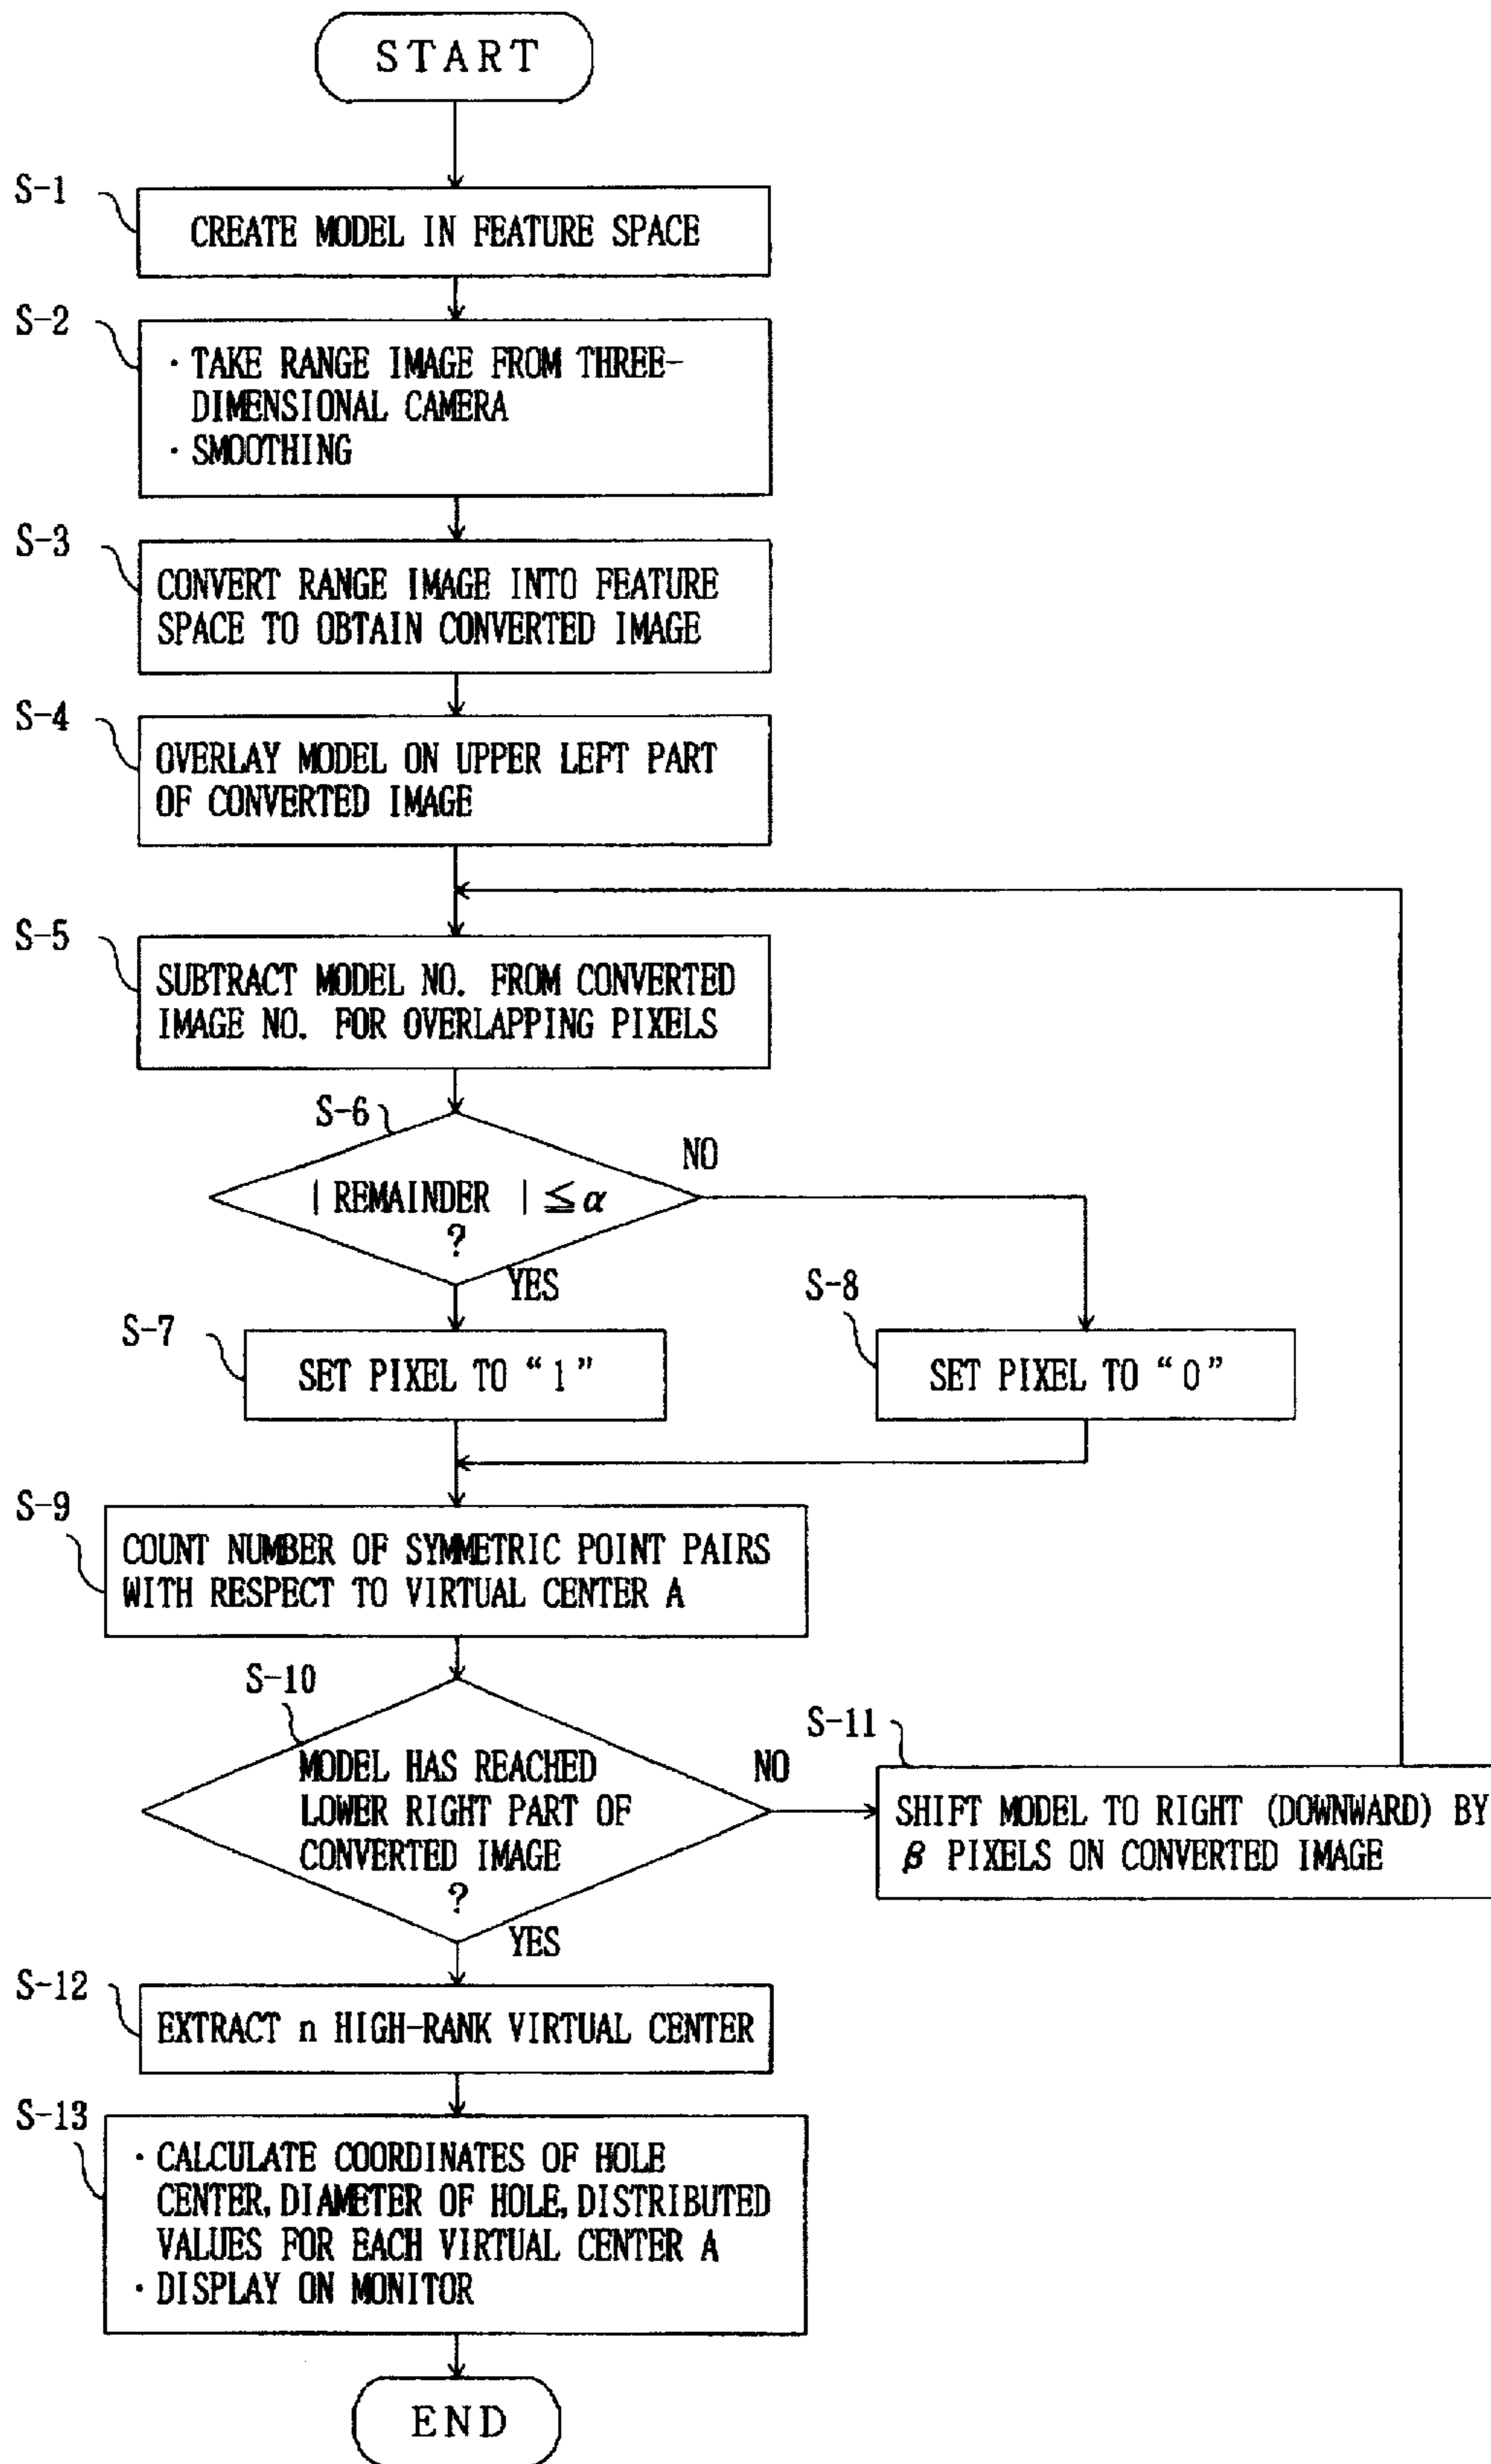 START
S-1
CREATE MODEL IN FEATURE SPACE
S-2
・TAKE RANGE IMAGE FROM THREE-
DIMENSIONAL CAMERA
・SMOOTHING
S-3
CONVERT RANGE IMAGE INTO FEATURE
SPACE TO OBTAIN CONVERTED IMAGE
S-4
OVERLAY MODEL ON UPPER LEFT PART
OF CONVERTED IMAGE
S-5
SUBTRACT MODEL NO. FROM CONVERTED
IMAGE NO. FOR OVERLAPPING PIXELS
S-6
NO
| REMAINDER | ≦ α
?
YES
S-7
SET PIXEL TO “1”
S-8
SET PIXEL TO “0”
S-9
COUNT NUMBER OF SYMMETRIC POINT PAIRS
WITH RESPECT TO VIRTUAL CENTER A
S-10
MODEL HAS REACHED
LOWER RIGHT PART OF
CONVERTED IMAGE
?
NO
YES
S-11
SHIFT MODEL TO RIGHT (DOWNWARD) BY
β PIXELS ON CONVERTED IMAGE
S-12
EXTRACT n HIGH-RANK VIRTUAL CENTER
S-13
・CALCULATE COORDINATES OF HOLE
CENTER, DIAMETER OF HOLE, DISTRIBUTED
VALUES FOR EACH VIRTUAL CENTER A
・DISPLAY ON MONITOR
END